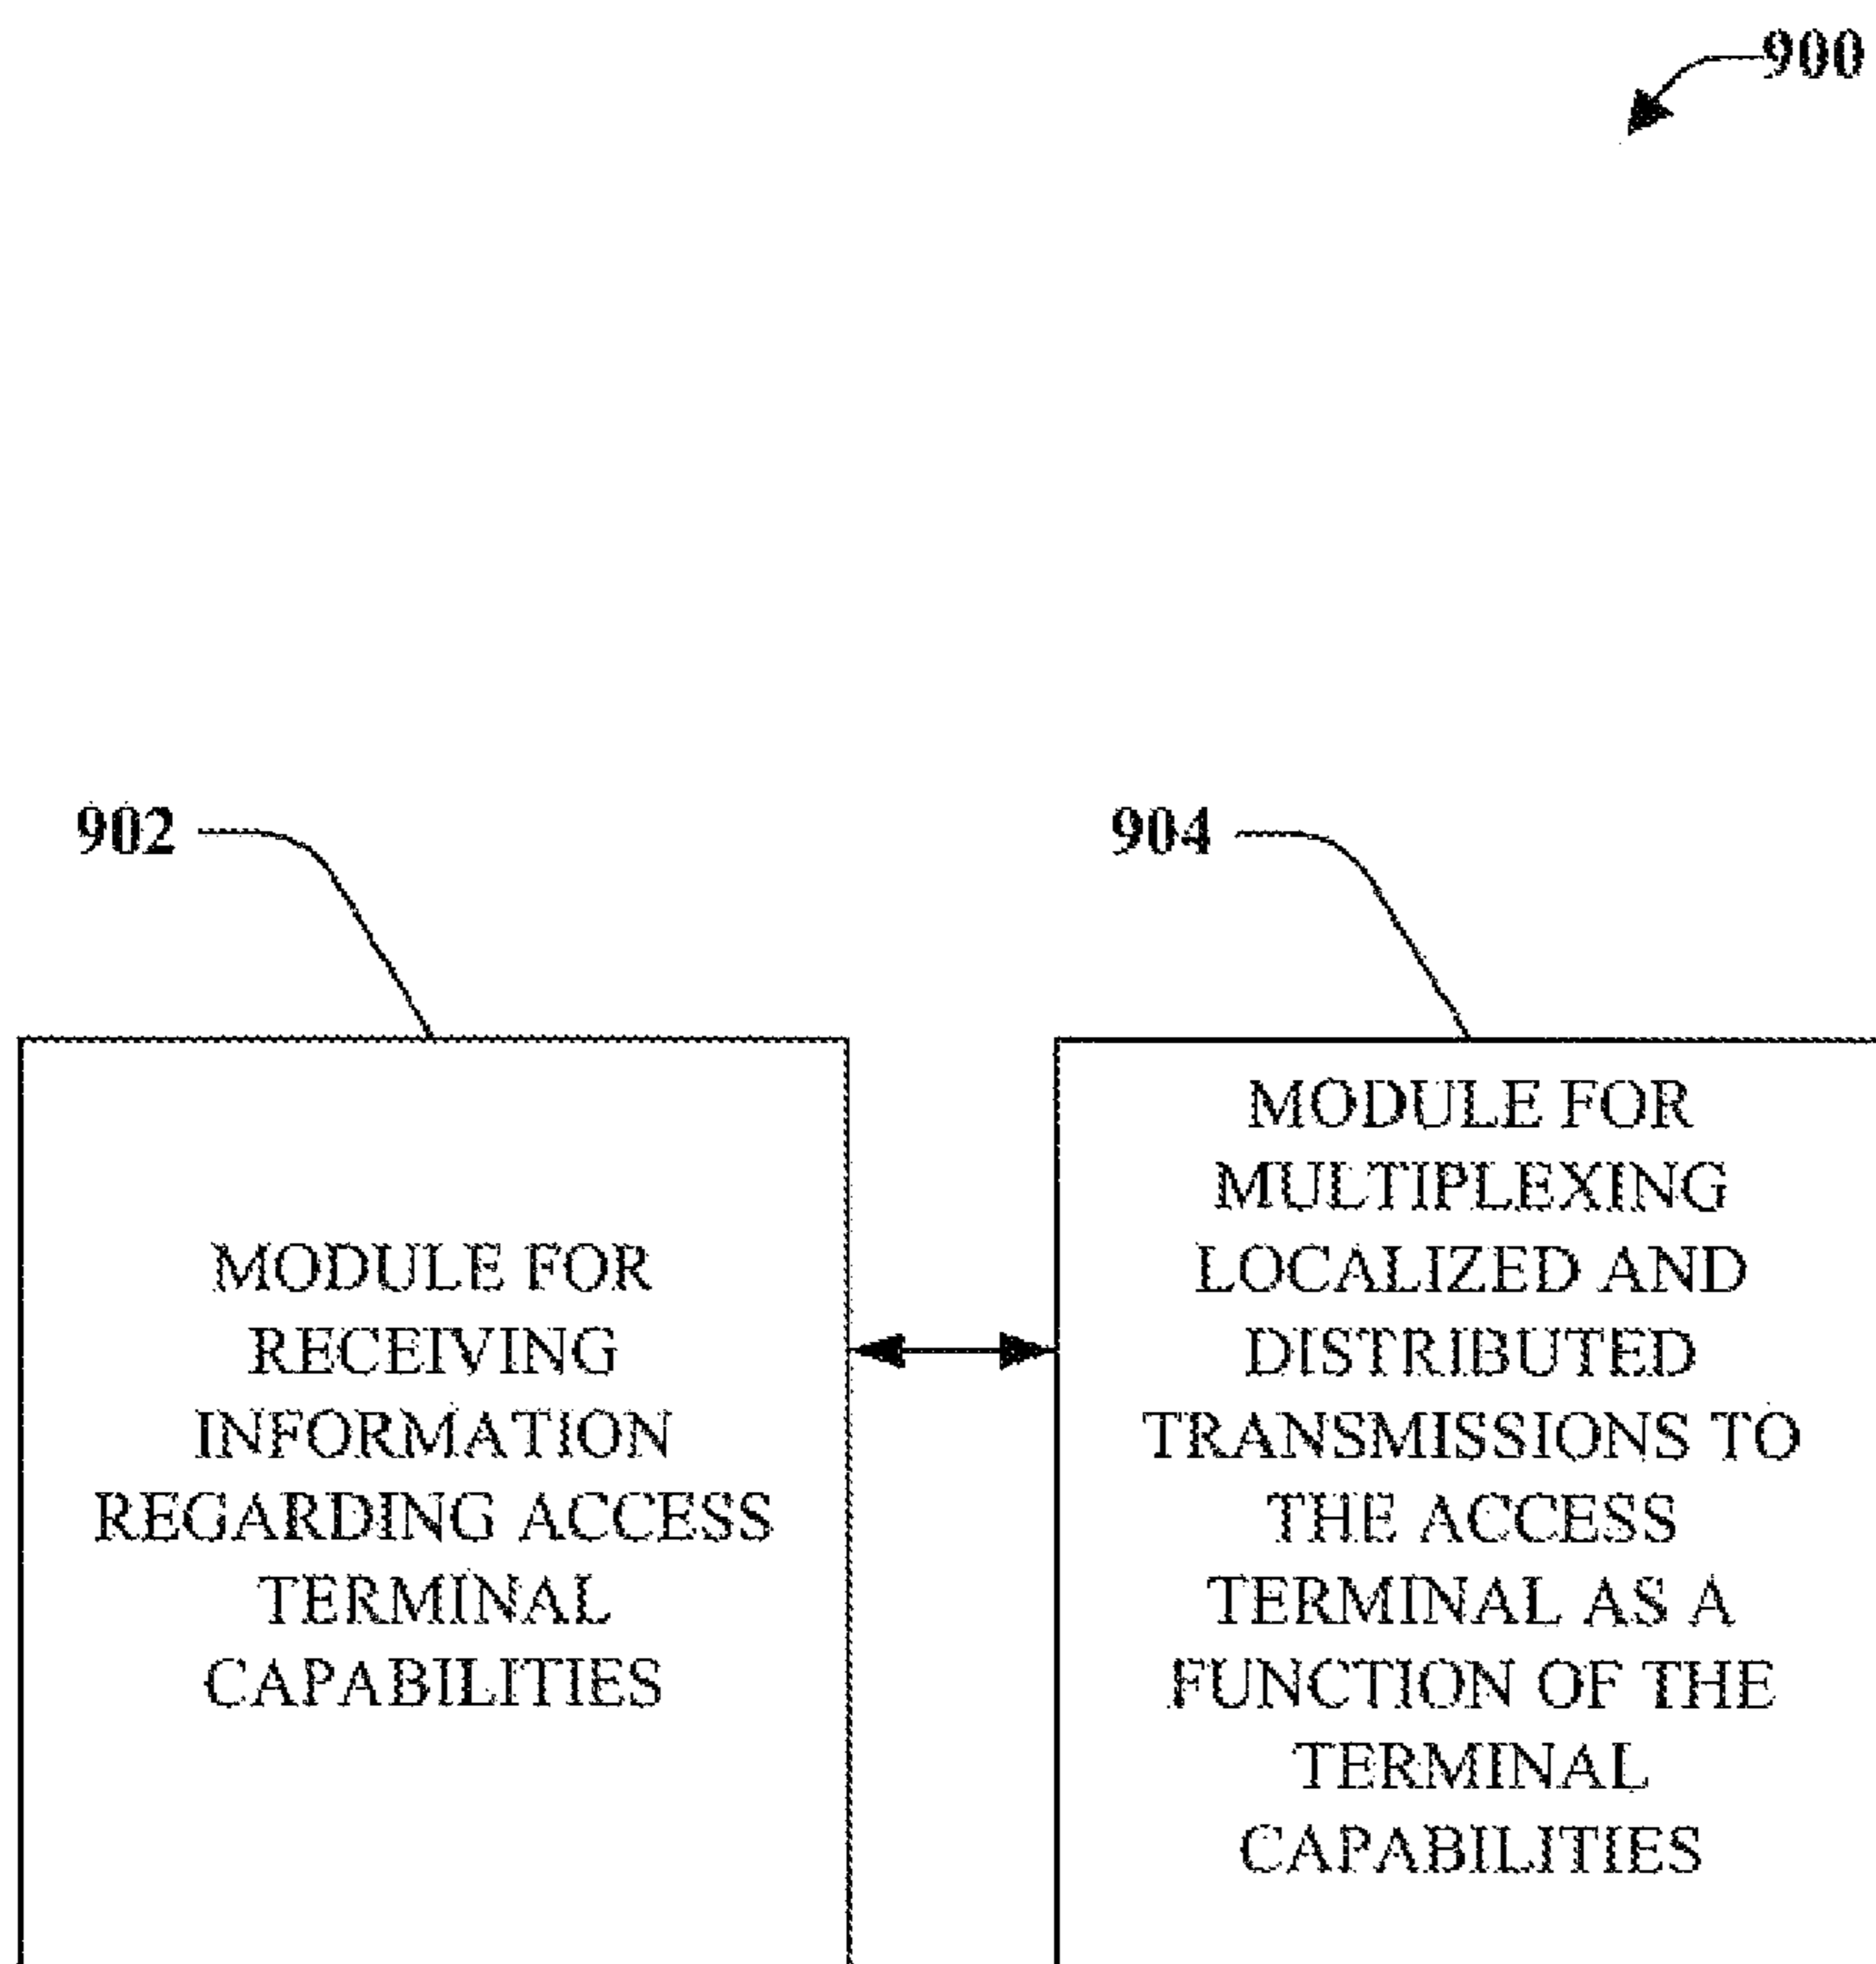 900
902
904
MODULE FOR
RECEIVING
INFORMATION
REGARDING ACCESS
TERMINAL
CAPABILITIES
MODULE FOR
MULTIPLEXING
LOCALIZED AND
DISTRIBUTED
TRANSMISSIONS TO
THE ACCESS
TERMINAL AS A
FUNCTION OF THE
TERMINAL
CAPABILITIES